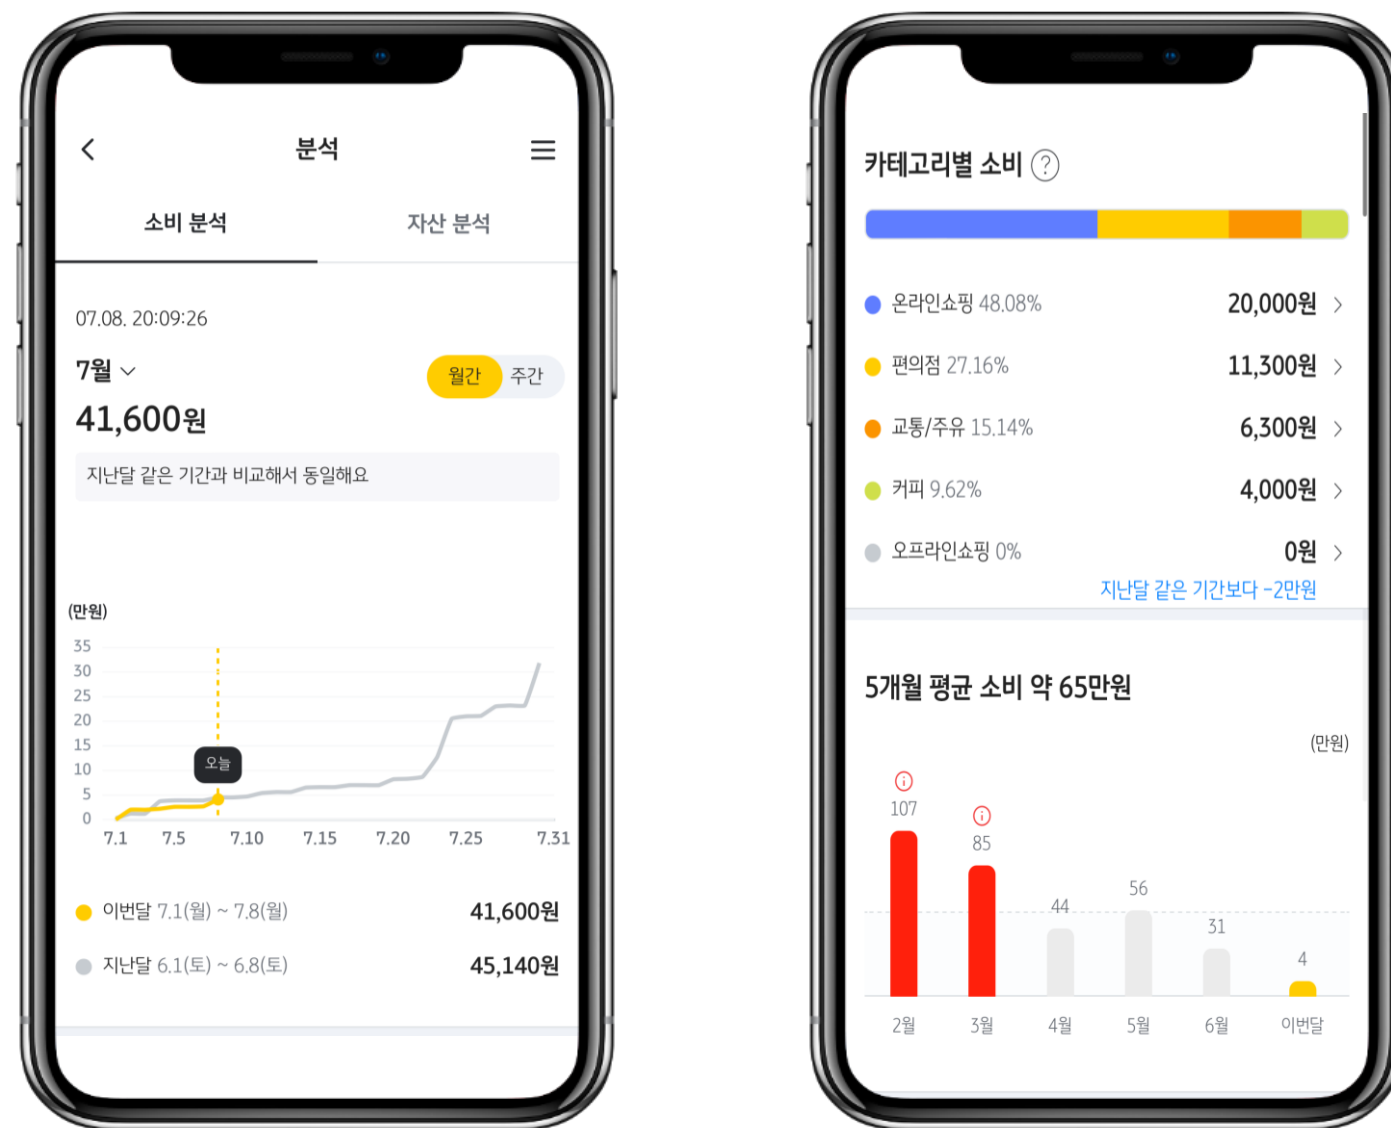 분석
소비 분석 자산 분석
07.08. 20:09:26
7월
월간 주간
41,600원
지난달 같은 기간과 비교해서 동일해요
(만원)
35
30
25
20
15
10
5
0
오늘
7.1 7.5 7.10 7.15 7.20 7.25 7.31
이번달 7.1(월) ~ 7.8(월) 41,600원
지난달 6.1(토) ~ 6.8(토) 45,140원
카테고리별 소비 ?
온라인쇼핑 48.08% 20,000원
편의점 27.16% 11,300원
교통/주유 15.14% 6,300원
커피 9.62% 4,000원
오프라인쇼핑 0% 0원
지난달 같은 기간보다 -2만원
5개월 평균 소비 약 65만원
(만원)
107
85
44
56
31
4
2월 3월 4월 5월 6월 이번달